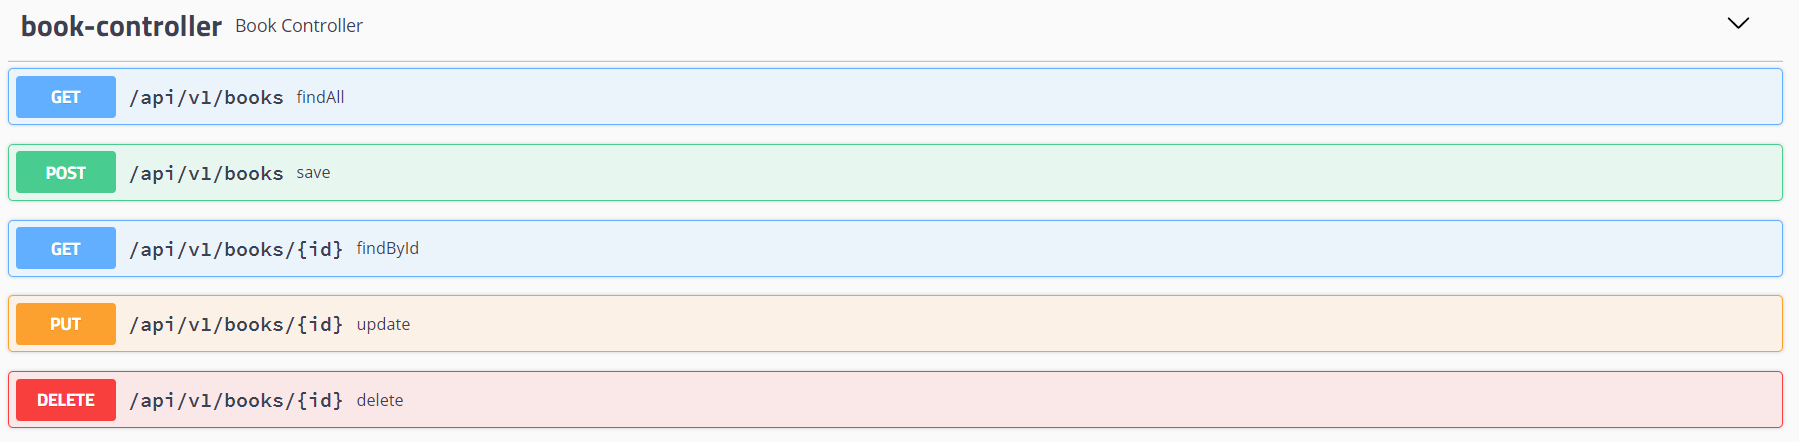 book-controller Book Controller
GET /api/v1/books findAll
POST /api/v1/books save
GET /api/v1/books/{id} findById
PUT /api/v1/books/{id} update
DELETE /api/v1/books/{id} delete